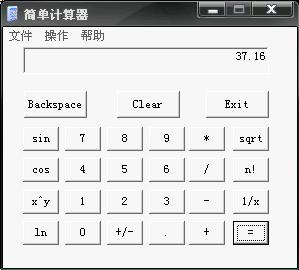 简单计算器
文件 操作 帮助
37.16
Backspace Clear Exit
sin 7 8 9 * sqrt
cos 4 5 6 / n!
x^y 1 2 3 - 1/x
ln 0 +/- . + =